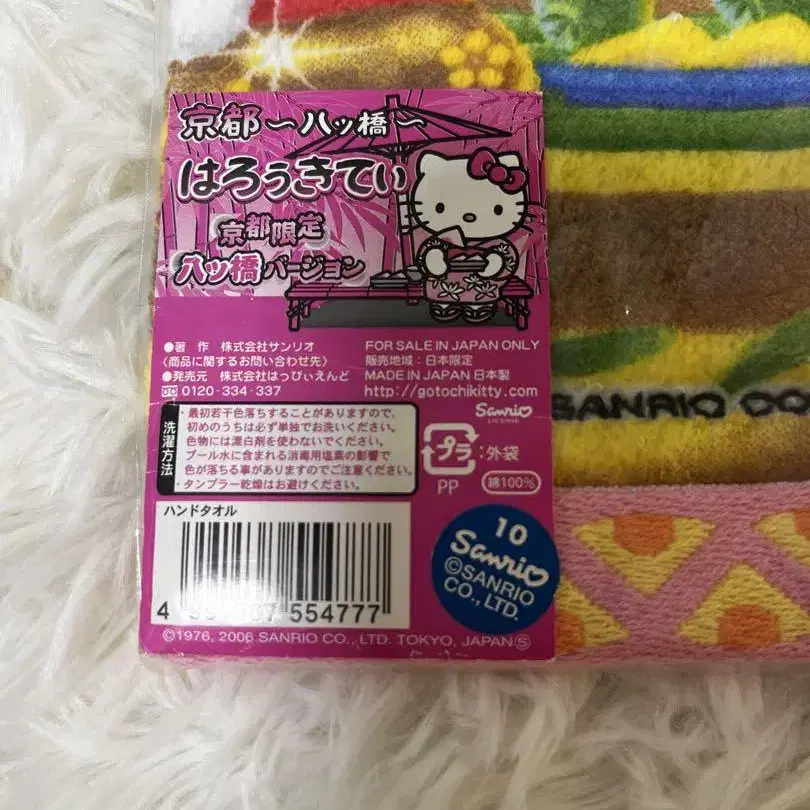 京都〜八ッ橋〜
はろうきてぃ
京都限定
八ッ橋バージョン
●著　作　株式会社サンリオ
〈商品に関するお問い合わせ先〉
●発売元　株式会社はっぴぃえんど
0120-334-337
FOR SALE IN JAPAN ONLY
販売地域：日本限定
MADE IN JAPAN 日本製
http://gotochikitty.com
Sanrio
洗濯方法
・最初若干色落ちすることがありますので、
初めのうちは必ず単独でお洗いください。
色物には漂白剤を使わないでください。
プール水に含まれる消毒用塩素の影響で
色が落ちる事がありますのでご注意ください。
・タンブラー乾燥はお避けください。
プラ
：外袋
PP
綿100%
ハンドタオル
554777
10
Sanrio
©SANRIO
CO., LTD.
©1976, 2006 SANRIO CO., LTD. TOKYO, JAPAN Ⓢ
SANRIO CO